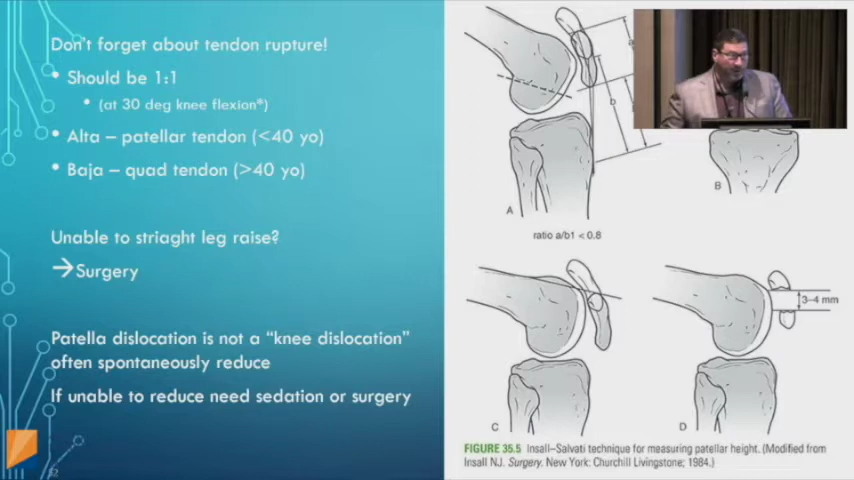 Don't forget about tendon rupture!
• Should be 1:1
• (at 30 deg knee flexion*)
• Alta – patellar tendon (<40 yo)
• Baja – quad tendon (>40 yo)
Unable to striaght leg raise?
→Surgery
Patella dislocation is not a "knee dislocation"
often spontaneously reduce
If unable to reduce need sedation or surgery
b
A
B
ratio a/b1 < 0.8
3–4 mm
C
D
FIGURE 35.5 Insall–Salvati technique for measuring patellar height. (Modified from
Insall NJ. Surgery. New York: Churchill Livingstone; 1984.)